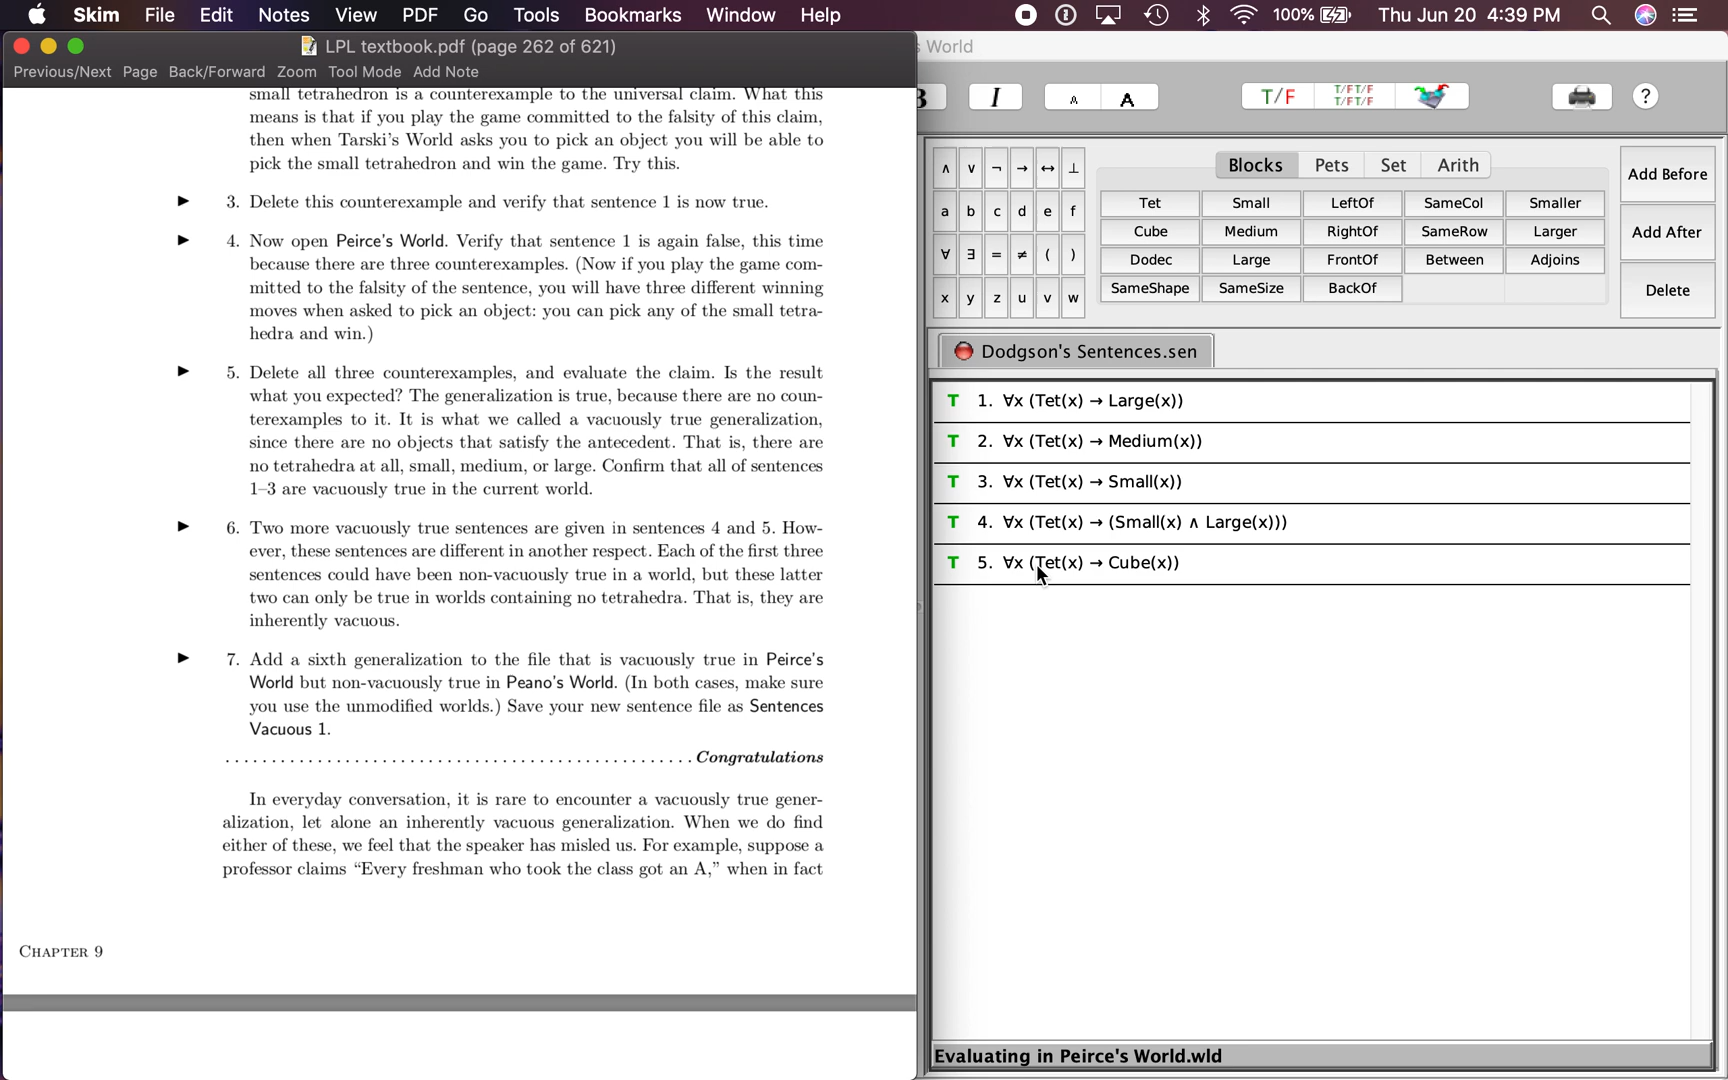 Skim File Edit Notes View PDF Go Tools Bookmarks Window Help 100% Thu Jun 20 4:39 PM
LPL textbook.pdf (page 262 of 621)
World
Previous/Next Page Back/Forward Zoom Tool Mode Add Note
small tetrahedron is a counterexample to the universal claim. What this
means is that if you play the game committed to the falsity of this claim,
then when Tarski's World asks you to pick an object you will be able to
pick the small tetrahedron and win the game. Try this.
► 3. Delete this counterexample and verify that sentence 1 is now true.
► 4. Now open Peirce's World. Verify that sentence 1 is again false, this time
because there are three counterexamples. (Now if you play the game com-
mitted to the falsity of the sentence, you will have three different winning
moves when asked to pick an object: you can pick any of the small tetra-
hedra and win.)
► 5. Delete all three counterexamples, and evaluate the claim. Is the result
what you expected? The generalization is true, because there are no coun-
terexamples to it. It is what we called a vacuously true generalization,
since there are no objects that satisfy the antecedent. That is, there are
no tetrahedra at all, small, medium, or large. Confirm that all of sentences
1–3 are vacuously true in the current world.
► 6. Two more vacuously true sentences are given in sentences 4 and 5. How-
ever, these sentences are different in another respect. Each of the first three
sentences could have been non-vacuously true in a world, but these latter
two can only be true in worlds containing no tetrahedra. That is, they are
inherently vacuous.
► 7. Add a sixth generalization to the file that is vacuously true in Peirce's
World but non-vacuously true in Peano's World. (In both cases, make sure
you use the unmodified worlds.) Save your new sentence file as Sentences
Vacuous 1.
. . . . . . . . . . . . . . . . . . . . . . . . . . . . . . . . . . . . . . . . . . . . . . . . . . Congratulations
In everyday conversation, it is rare to encounter a vacuously true gener-
alization, let alone an inherently vacuous generalization. When we do find
either of these, we feel that the speaker has misled us. For example, suppose a
professor claims “Every freshman who took the class got an A,” when in fact
CHAPTER 9
I A A T/F T/FT/F ?
T/FT/F
∧ ∨ ¬ → ↔ ⊥
a b c d e f
∀ ∃ = ≠ ( )
x y z u v w
Blocks Pets Set Arith
Tet Small LeftOf SameCol Smaller
Cube Medium RightOf SameRow Larger
Dodec Large FrontOf Between Adjoins
SameShape SameSize BackOf
Add Before
Add After
Delete
Dodgson's Sentences.sen
T 1. ∀x (Tet(x) → Large(x))
T 2. ∀x (Tet(x) → Medium(x))
T 3. ∀x (Tet(x) → Small(x))
T 4. ∀x (Tet(x) → (Small(x) ∧ Large(x)))
T 5. ∀x (Tet(x) → Cube(x))
Evaluating in Peirce's World.wld